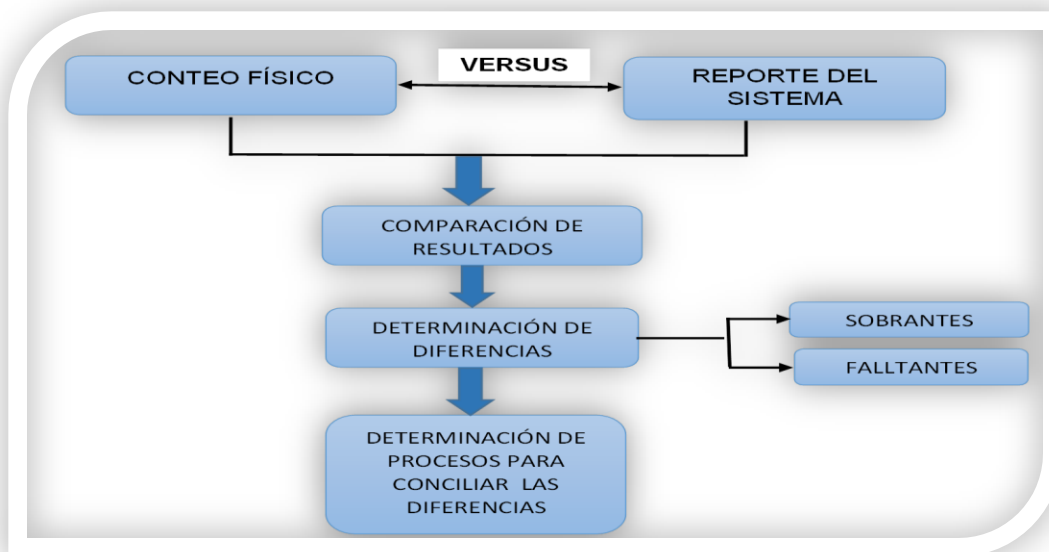 CONTEO FÍSICO
VERSUS
REPORTE DEL
SISTEMA
COMPARACIÓN DE
RESULTADOS
DETERMINACIÓN DE
DIFERENCIAS
SOBRANTES
FALLTANTES
DETERMINACIÓN DE
PROCESOS PARA
CONCILIAR LAS
DIFERENCIAS